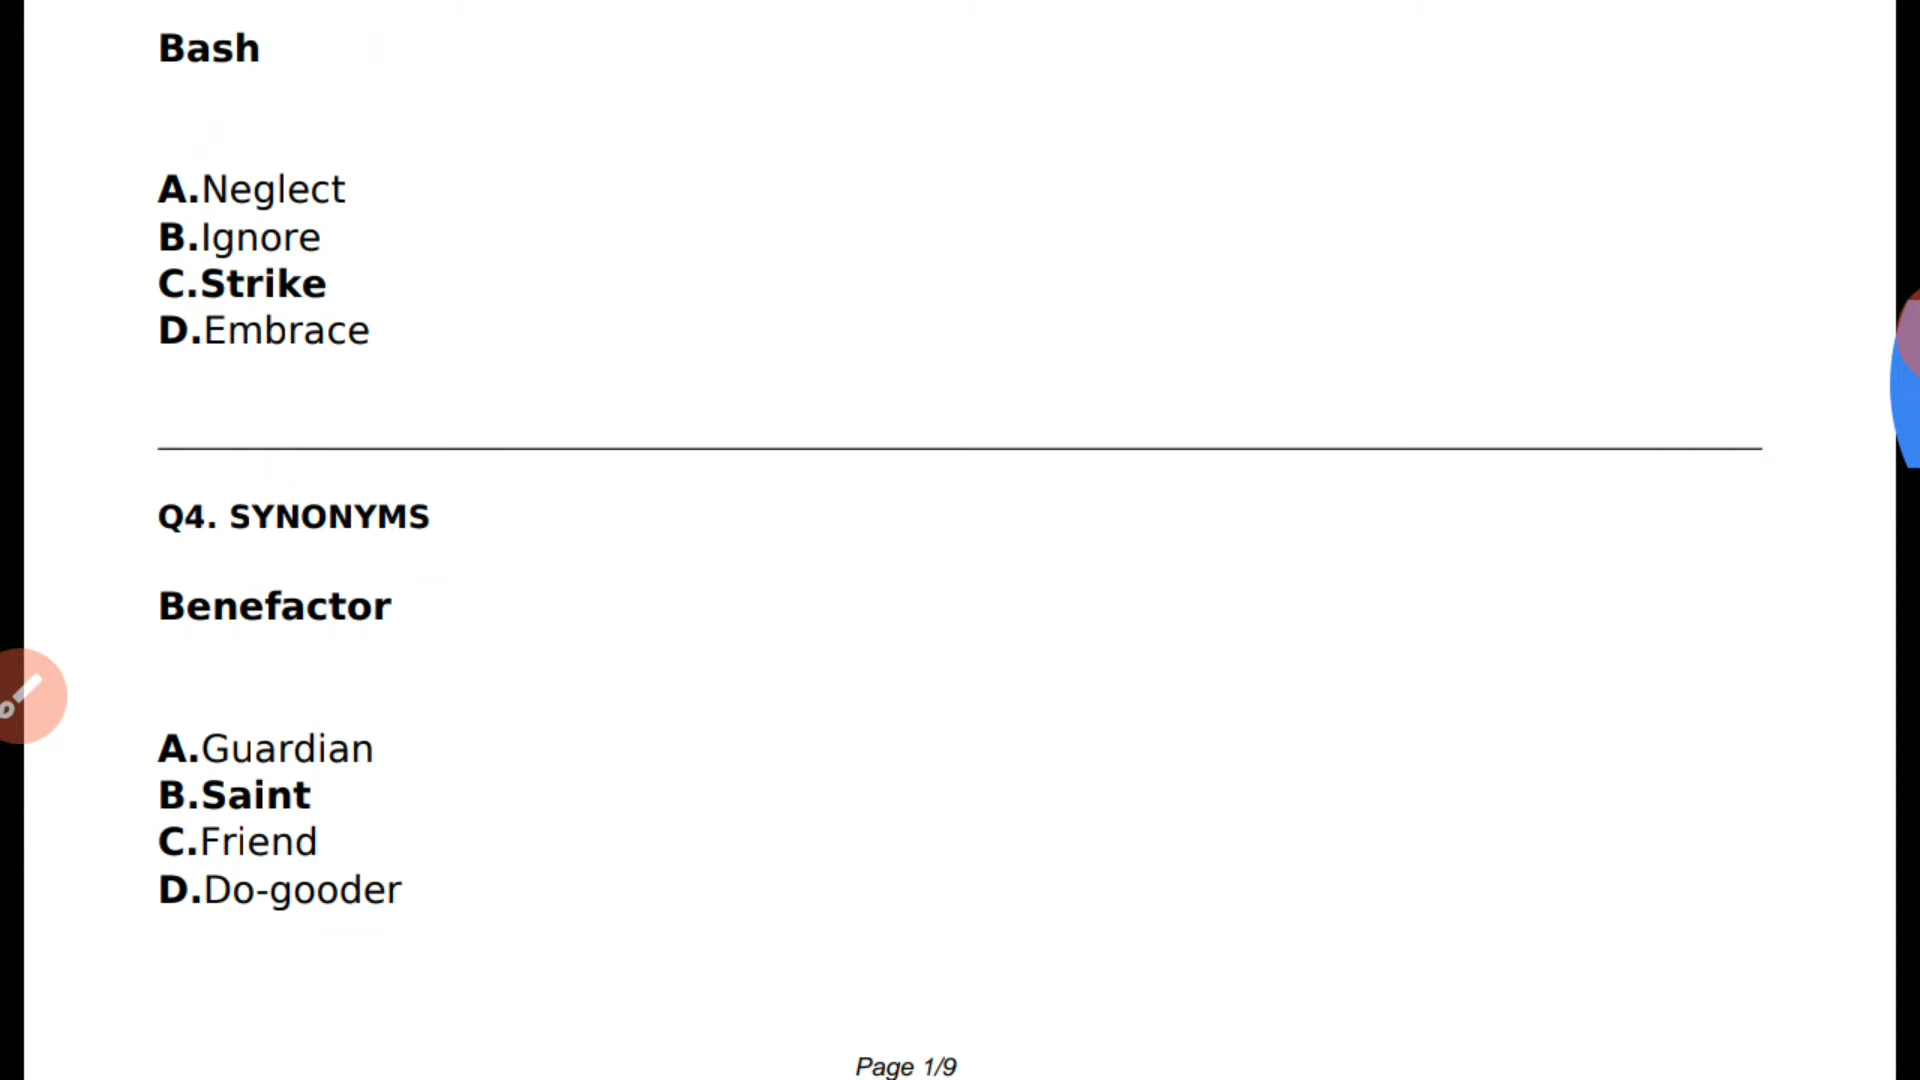 Bash
A.Neglect
B.Ignore
C.Strike
D.Embrace
Q4. SYNONYMS
Benefactor
A.Guardian
B.Saint
C.Friend
D.Do-gooder
Page 1/9